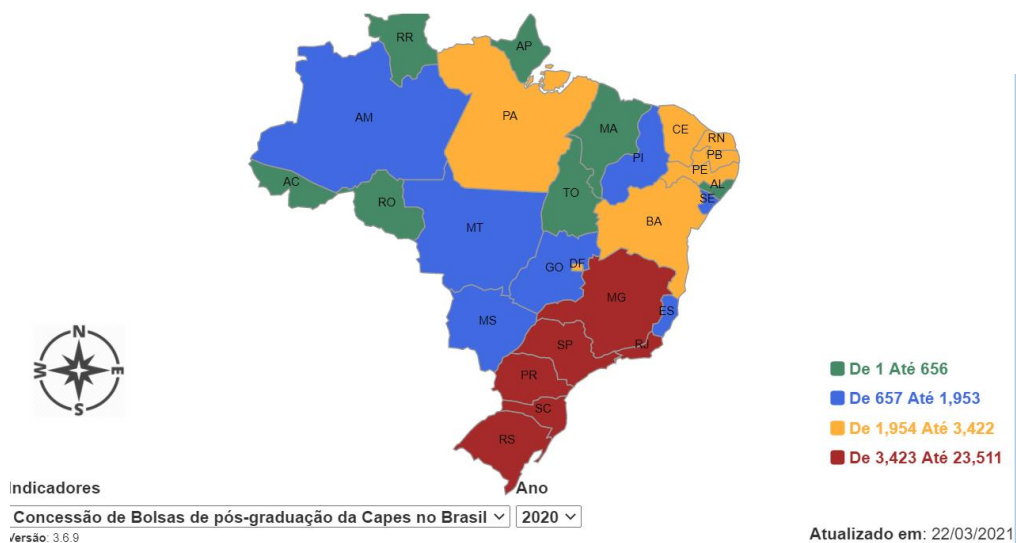 RR
AP
AM
PA
MA
CE
RN
PI
PB
PE
AL
SE
AC
TO
RO
BA
MT
GO
DF
MG
ES
MS
SP
RJ
PR
SC
RS
N
W
E
S
De 1 Até 656
De 657 Até 1,953
De 1,954 Até 3,422
De 3,423 Até 23,511
Indicadores
Ano
Concessão de Bolsas de pós-graduação da Capes no Brasil
2020
Versão: 3.6.9
Atualizado em: 22/03/2021